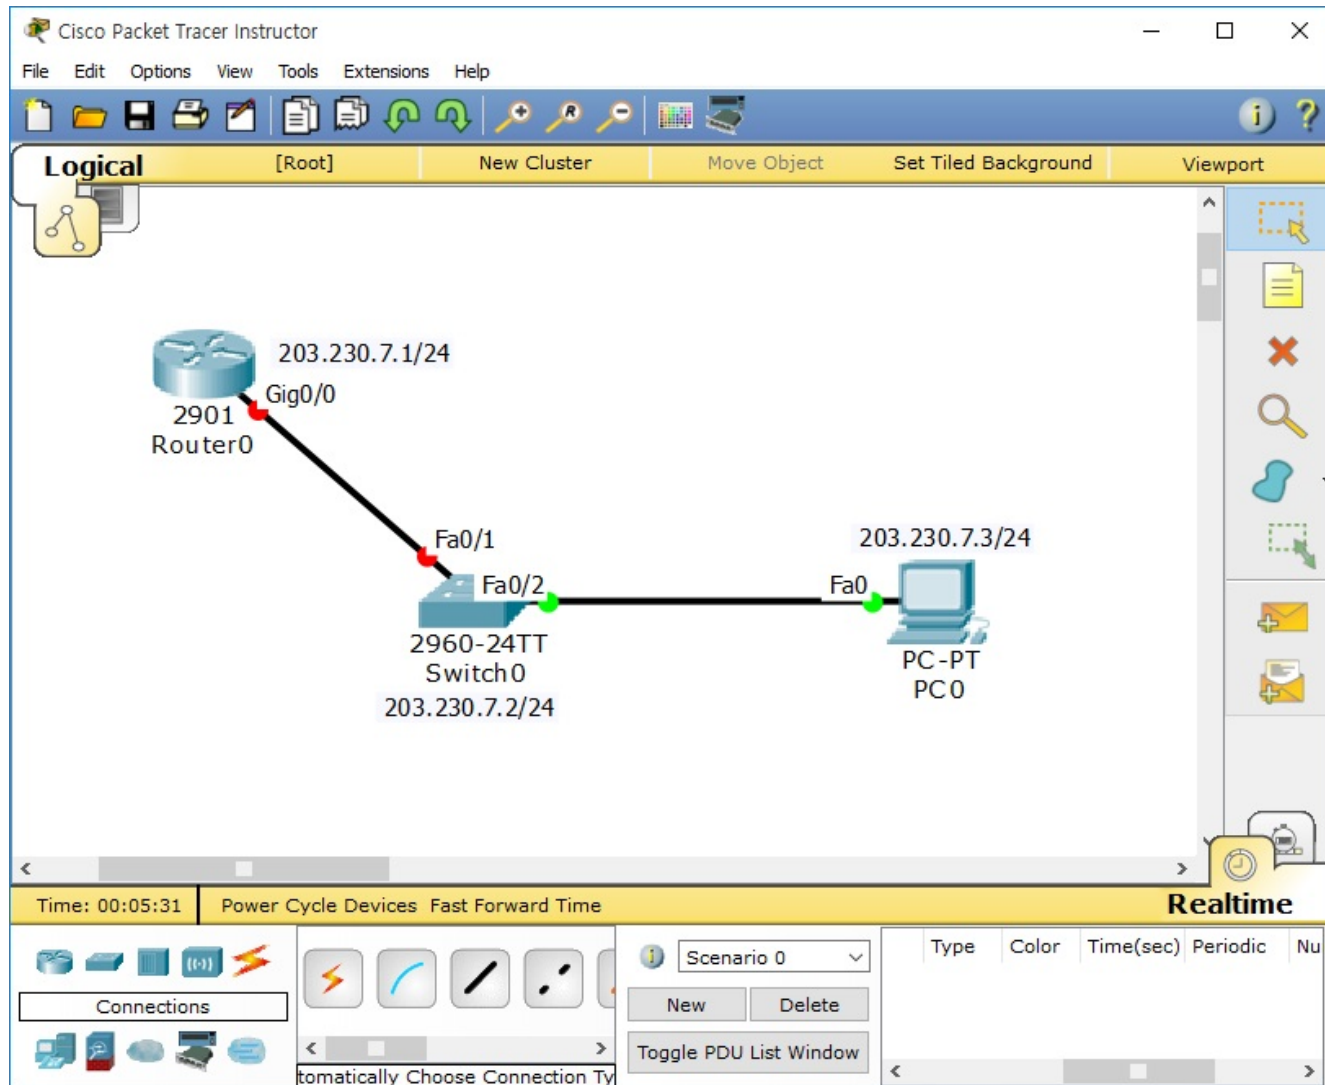 Cisco Packet Tracer Instructor
File Edit Options View Tools Extensions Help
R
i ?
Logical [Root] New Cluster Move Object Set Tiled Background Viewport
203.230.7.1/24
Gig0/0
2901
Router0
Fa0/1
203.230.7.3/24
Fa0/2 Fa0
2960-24TT
Switch0
PC-PT
PC0
203.230.7.2/24
Time: 00:05:31 Power Cycle Devices Fast Forward Time Realtime
Connections
i Scenario 0
New Delete
Toggle PDU List Window
Type Color Time(sec) Periodic Nu
tomatically Choose Connection Ty